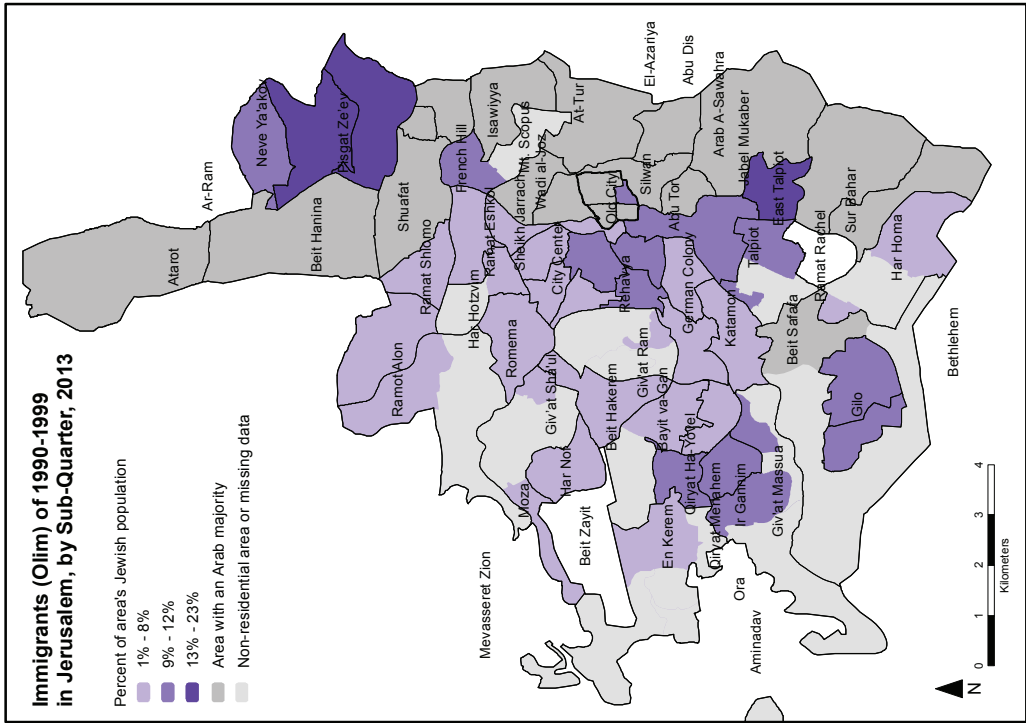 Immigrants (Olim) of 1990-1999
in Jerusalem, by Sub-Quarter, 2013
Percent of area's Jewish population
1% - 8%
9% - 12%
13% - 23%
Area with an Arab majority
Non-residential area or missing data
Atarot
Ar-Ram
Neve Ya'akov
Beit Hanina
Pisgat Ze'ev
Shuafat
Ramat Shlomo
Ramot Alon
French Hill
Isawiyya
Ramat Eshkol
Har Hotzvim
Mt. Scopus
Sheikh Jarrach
Wadi al-Joz
Romema
City Center
At-Tur
Old City
Giv'at Sha'ul
Mevasseret Zion
Moza
Har Nof
Beit Hakerem
Giv'at Ram
Rehavya
Silwan
El-Azariya
Abu Dis
Abu Tor
German Colony
Beit Zayit
Bayit va-Gan
Katamon
Talpiot
Arab A-Sawahra
Jabel Mukaber
East Talpiot
En Kerem
Qiryat Ha-Yovel
Qiryat Menahem
Ir Gannim
Giv'at Massua
Beit Safafa
Ramat Rachel
Sur Bahar
Har Homa
Ora
Aminadav
Gilo
Bethlehem
N
0 1 2 3 4
Kilometers